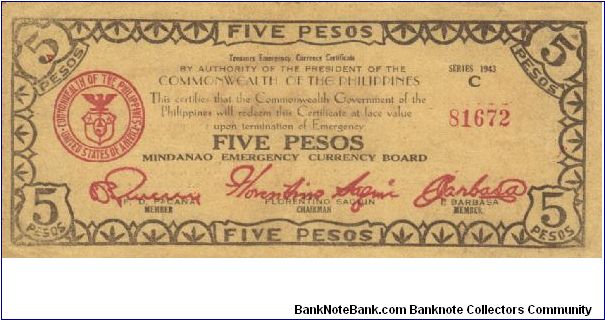 FIVE PESOS
5 PESOS
5 PESOS
Treasury Emergency Currency Certificate
BY AUTHORITY OF THE PRESIDENT OF THE
COMMONWEALTH OF THE PHILIPPINES
SERIES 1943
C
This certifies that the Commonwealth Government of the
Philippines will redeem this Certificate at face value
upon termination of Emergency
81672
COMMONWEALTH OF THE PHILIPPINES
UNITED STATES OF AMERICA
FIVE PESOS
MINDANAO EMERGENCY CURRENCY BOARD
Florentino Saguin
Barbasa
P. D. PACANA
MEMBER
FLORENTINO SAGUIN
CHAIRMAN
BARBASA
MEMBER
5 PESOS
5 PESOS
FIVE PESOS
BankNoteBank.com Banknote Collectors Community